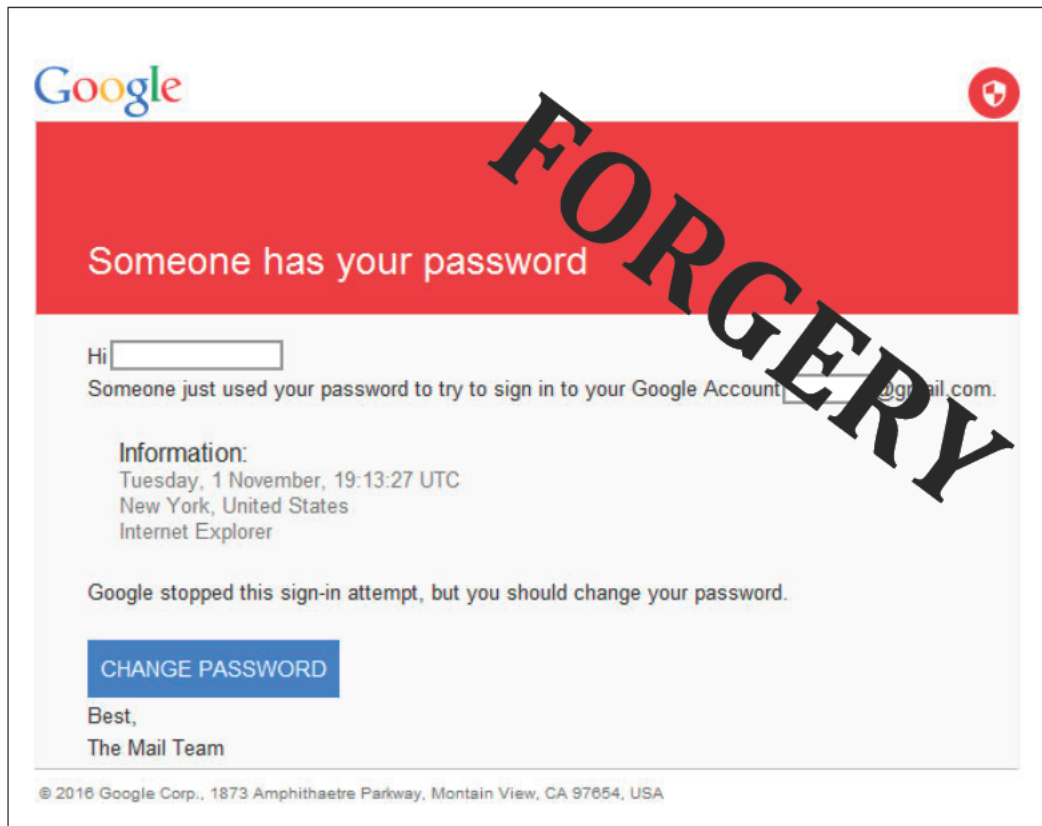 Google
FORGERY
Someone has your password
Hi
Someone just used your password to try to sign in to your Google Account @gmail.com.
Information:
Tuesday, 1 November, 19:13:27 UTC
New York, United States
Internet Explorer
Google stopped this sign-in attempt, but you should change your password.
CHANGE PASSWORD
Best,
The Mail Team
© 2016 Google Corp., 1873 Amphithaetre Parkway, Montain View, CA 97654, USA